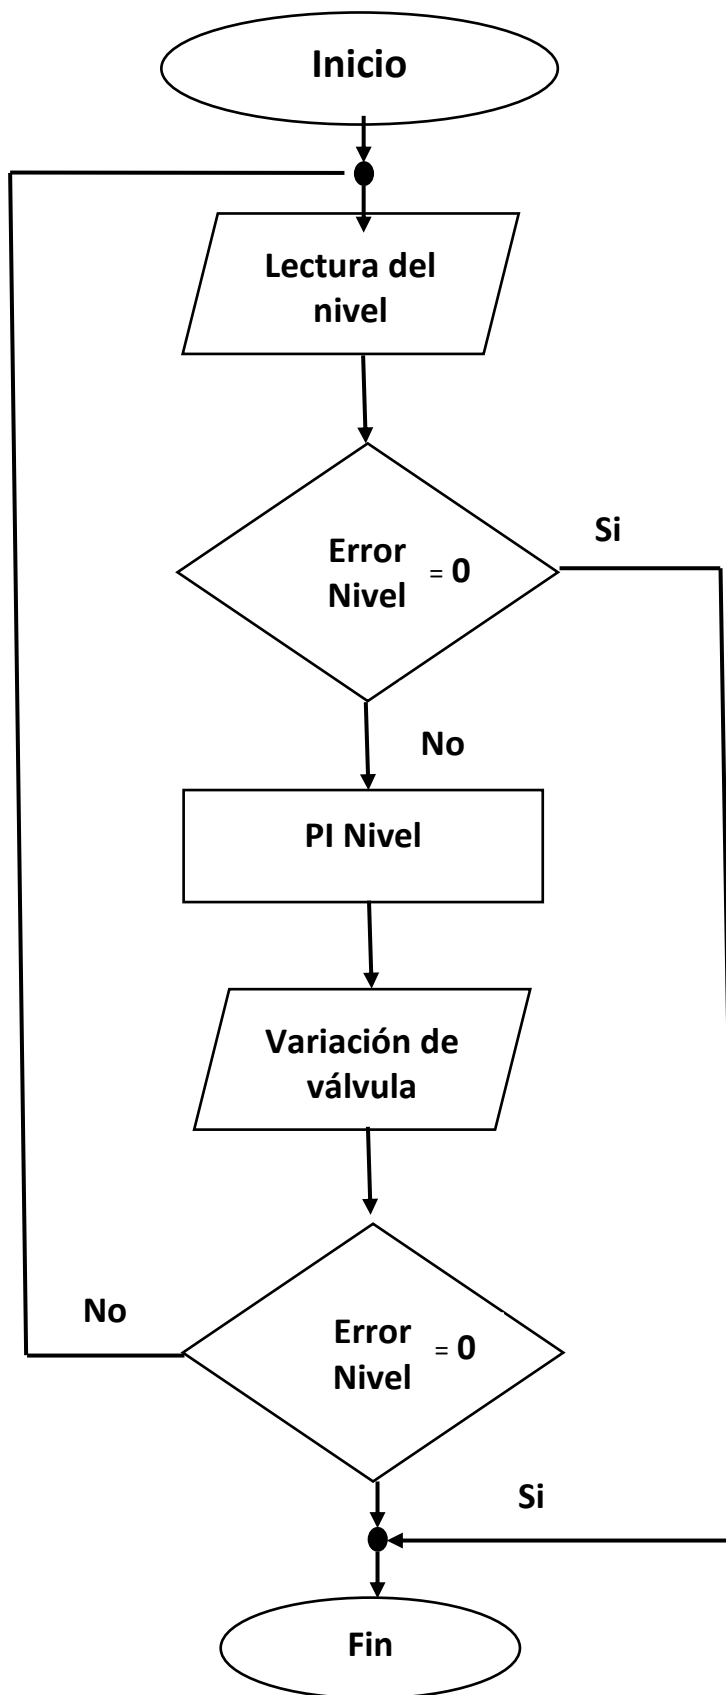 Inicio
Lectura del
nivel
Si
Error
Nivel = 0
No
PI Nivel
Variación de
válvula
No
Error
Nivel = 0
Si
Fin